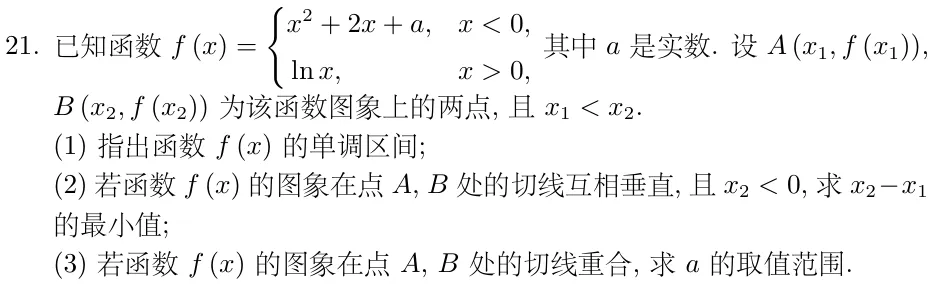 21. 已知函数 f (x) = { x² + 2x + a, x < 0, ln x, x > 0, 其中 a 是实数. 设 A (x₁, f (x₁)),
B (x₂, f (x₂)) 为该函数图象上的两点, 且 x₁ < x₂.
(1) 指出函数 f (x) 的单调区间;
(2) 若函数 f (x) 的图象在点 A, B 处的切线互相垂直, 且 x₂ < 0, 求 x₂−x₁
的最小值;
(3) 若函数 f (x) 的图象在点 A, B 处的切线重合, 求 a 的取值范围.